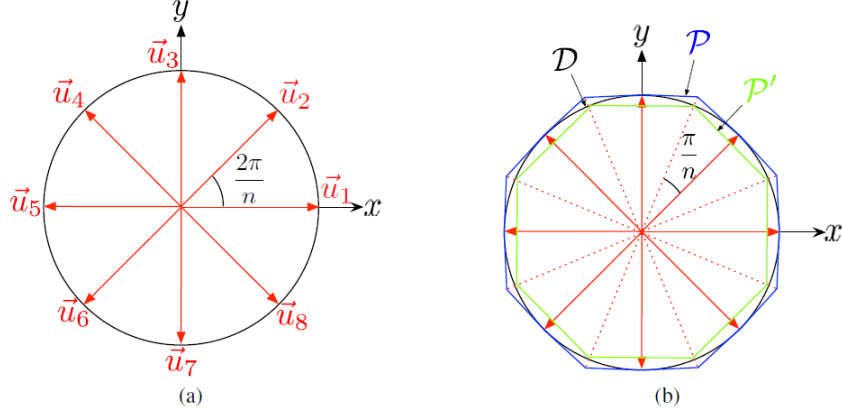 y
u⃗₃
u⃗₄
u⃗₂
2π
n
u⃗₁
u⃗₅
x
u⃗₆
u⃗₈
u⃗₇
(a)
y
𝒟
𝒫
𝒫′
π
n
x
(b)